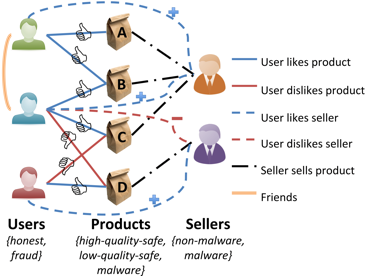 A
B
C
D
+
+
−
+
User likes product
User dislikes product
User likes seller
User dislikes seller
Seller sells product
Friends
Users
{honest,
fraud}
Products
{high-quality-safe,
low-quality-safe,
malware}
Sellers
{non-malware,
malware}